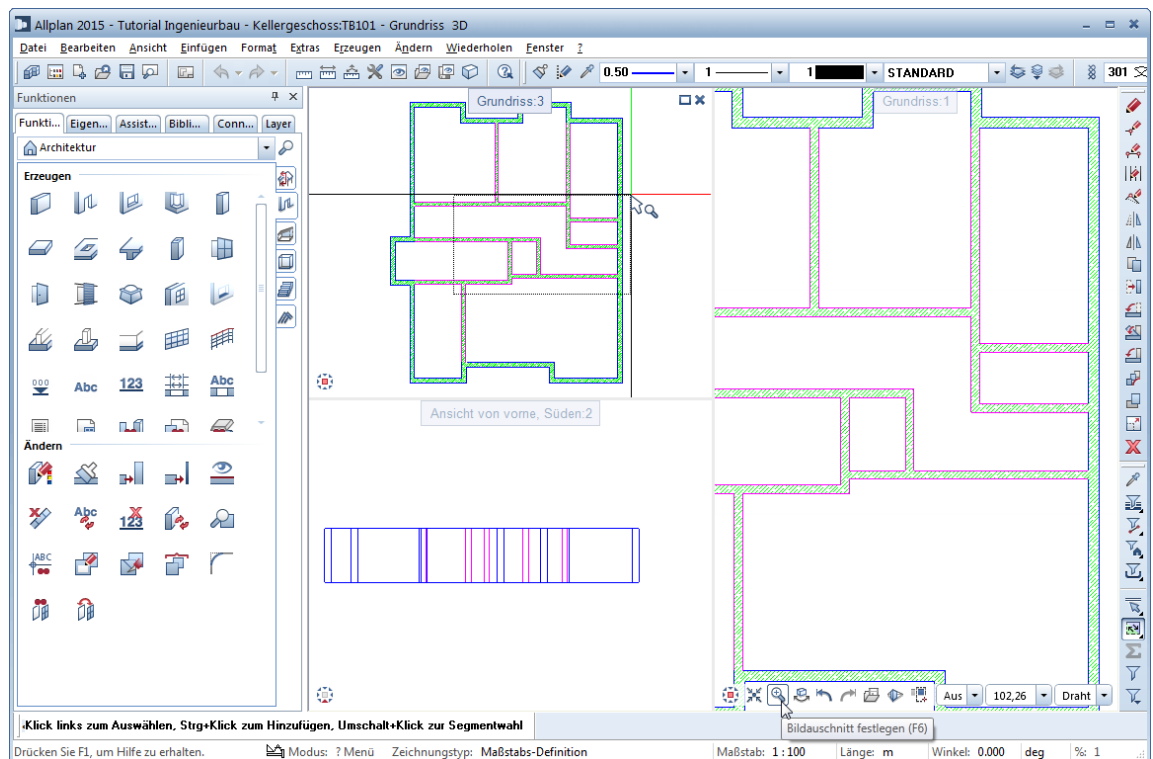 Allplan 2015 - Tutorial Ingenieurbau - Kellergeschoss:TB101 - Grundriss 3D
Datei Bearbeiten Ansicht Einfügen Format Extras Erzeugen Ändern Wiederholen Fenster ?
0.50 1 1 STANDARD 301
Funktionen
Funkti... Eigen... Assist... Bibli... Conn... Layer
Architektur
Erzeugen
Abc 123 Abc
Ändern
Abc 123
ABC
Grundriss:3
Grundriss:1
Ansicht von vorne, Süden:2
Aus 102,26 Draht
Bildauschnitt festlegen (F6)
Klick links zum Auswählen, Strg+Klick zum Hinzufügen, Umschalt+Klick zur Segmentwahl
Drücken Sie F1, um Hilfe zu erhalten. Modus: ? Menü Zeichnungstyp: Maßstabs-Definition Maßstab: 1:100 Länge: m Winkel: 0.000 deg %: 1